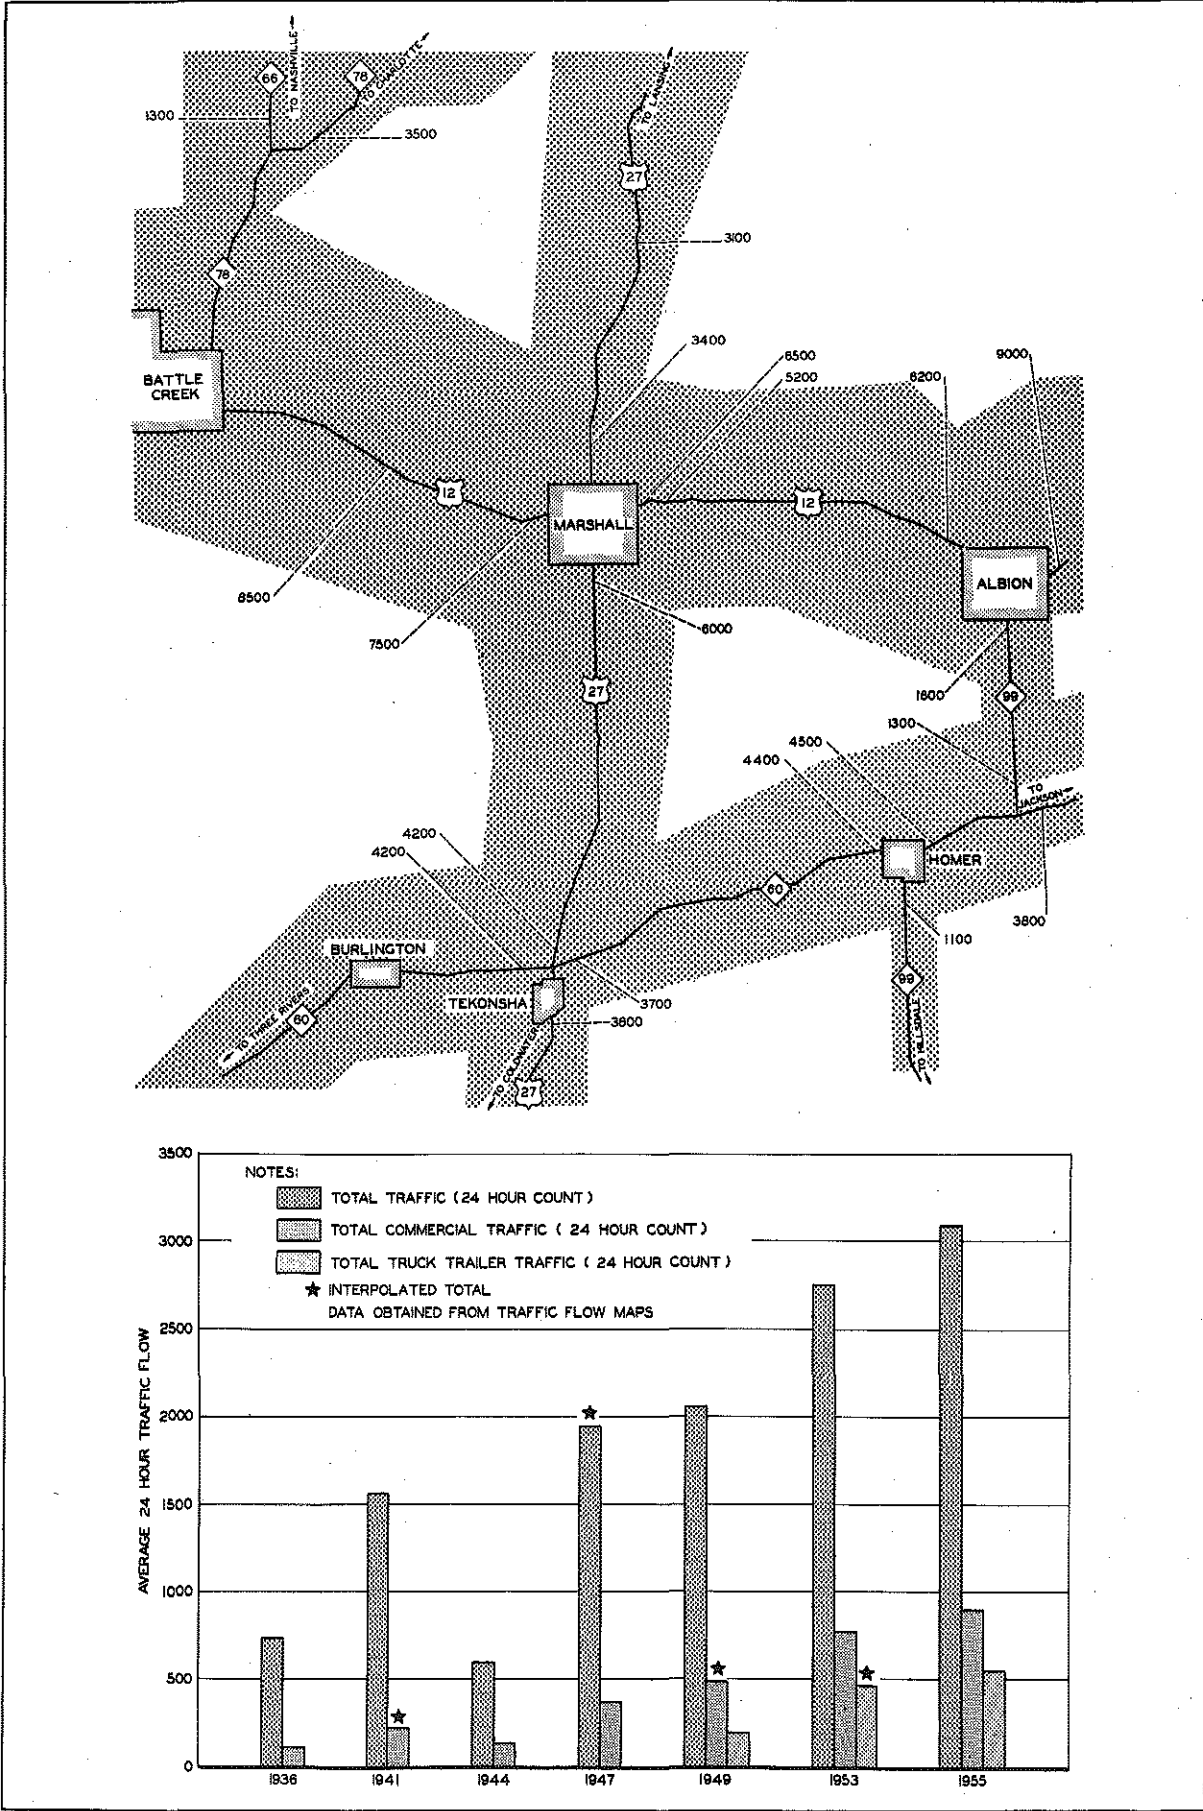 66
TO NASHVILLE
78
TO CHARLOTTE
1300
3500
TO LANSING
27
3100
78
BATTLE
CREEK
3400
6500
5200
6200
9000
12
MARSHALL
12
ALBION
8500
7500
6000
27
1600
99
1300
4500
4400
TO
JACKSON
4200
4200
HOMER
60
3800
1100
BURLINGTON
99
TEKONSHA
3700
3800
TO THREE RIVERS
60
TO COLDWATER
27
TO HILLSDALE
3500
NOTES:
TOTAL TRAFFIC (24 HOUR COUNT)
TOTAL COMMERCIAL TRAFFIC ( 24 HOUR COUNT)
TOTAL TRUCK TRAILER TRAFFIC ( 24 HOUR COUNT)
★ INTERPOLATED TOTAL
DATA OBTAINED FROM TRAFFIC FLOW MAPS
3000
2500
2000
1500
1000
500
0
AVERAGE 24 HOUR TRAFFIC FLOW
1936
1941
1944
1947
1949
1953
1955